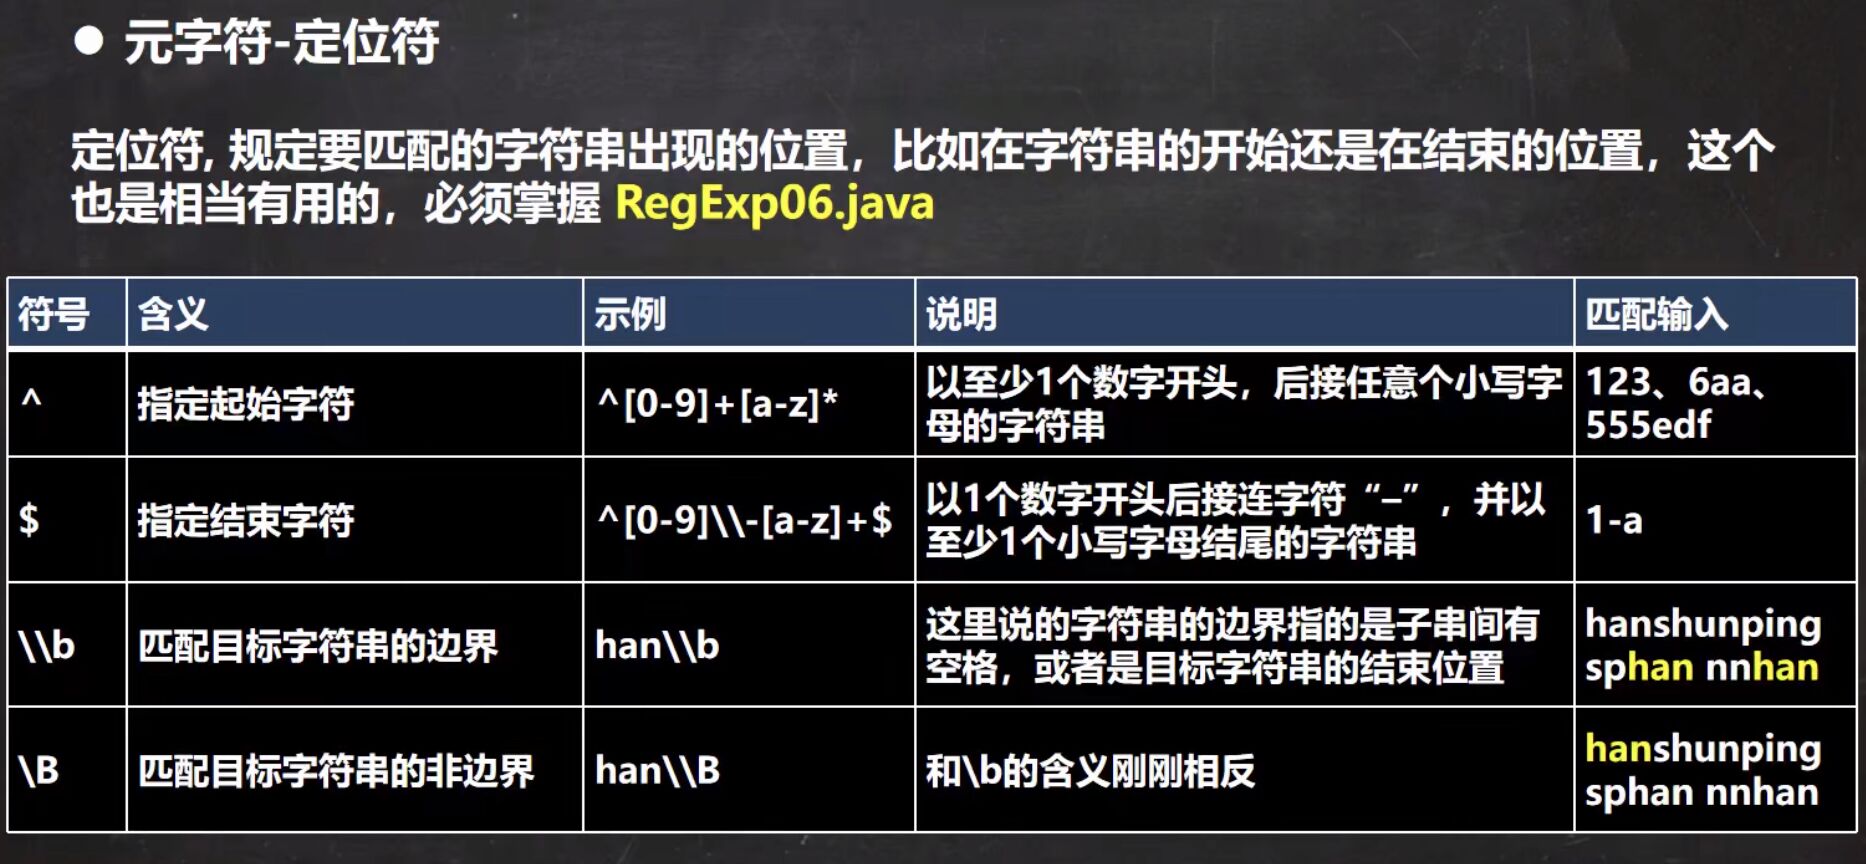 ● 元字符-定位符
定位符, 规定要匹配的字符串出现的位置，比如在字符串的开始还是在结束的位置，这个
也是相当有用的，必须掌握 RegExp06.java
符号 含义 示例 说明 匹配输入
^ 指定起始字符 ^[0-9]+[a-z]* 以至少1个数字开头，后接任意个小写字
母的字符串
123、6aa、
555edf
$ 指定结束字符 ^[0-9]\\-[a-z]+$ 以1个数字开头后接连字符“–”，并以
至少1个小写字母结尾的字符串
1-a
\\b 匹配目标字符串的边界 han\\b 这里说的字符串的边界指的是子串间有
空格，或者是目标字符串的结束位置
hanshunping
sphan nnhan
\B 匹配目标字符串的非边界 han\\B 和\b的含义刚刚相反
hanshunping
sphan nnhan